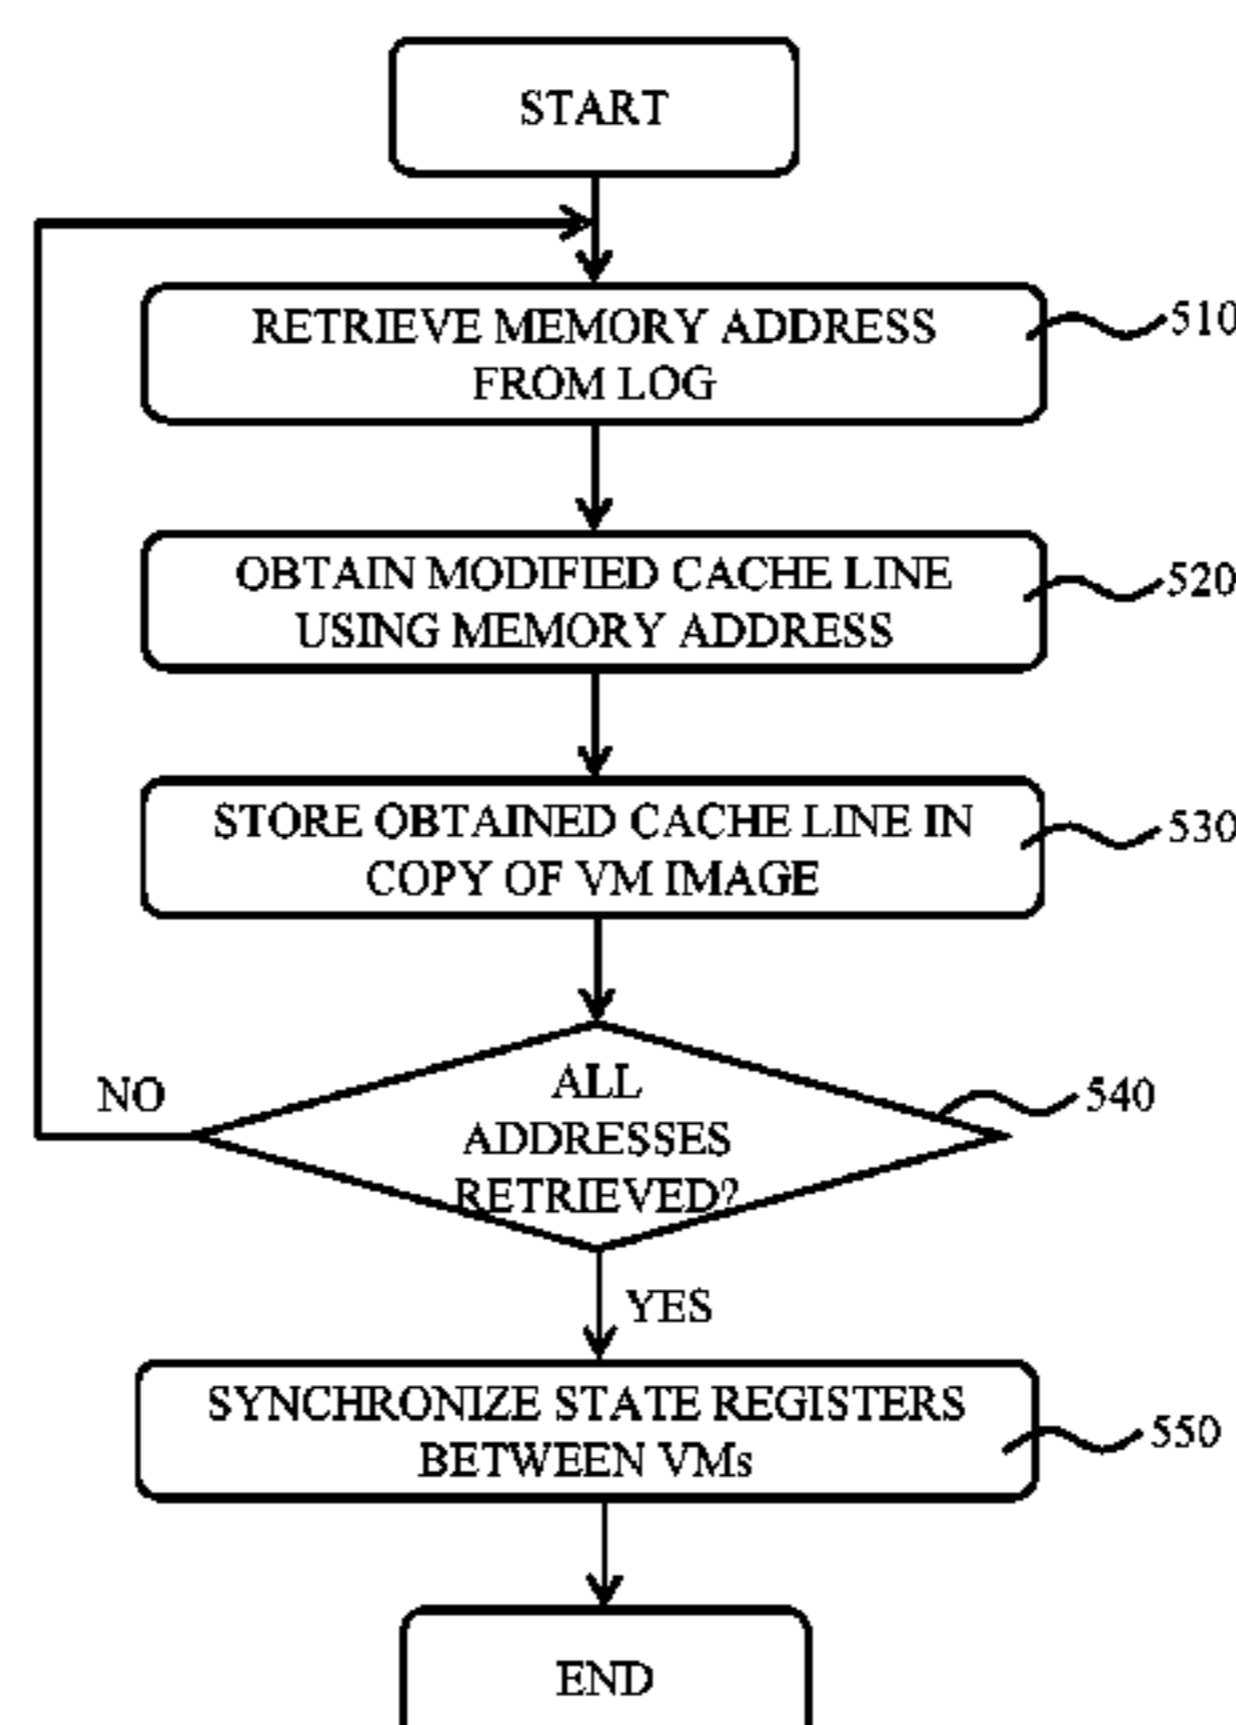 START
RETRIEVE MEMORY ADDRESS
FROM LOG
510
OBTAIN MODIFIED CACHE LINE
USING MEMORY ADDRESS
520
STORE OBTAINED CACHE LINE IN
COPY OF VM IMAGE
530
NO
ALL
ADDRESSES
RETRIEVED?
540
YES
SYNCHRONIZE STATE REGISTERS
BETWEEN VMs
550
END